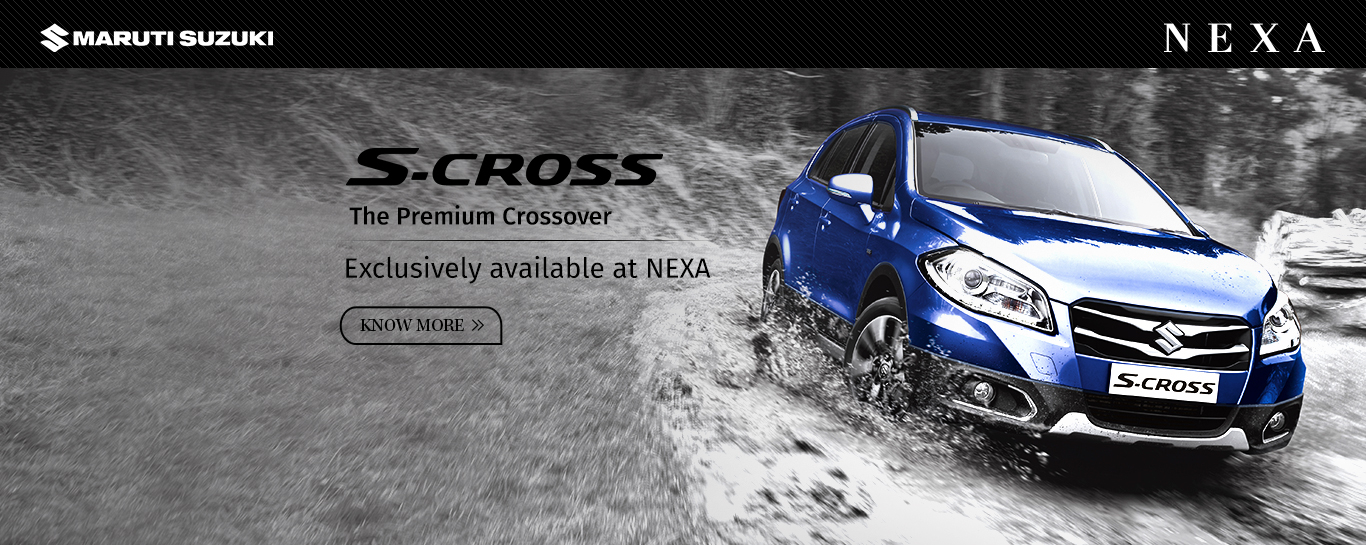 MARUTI SUZUKI
NEXA
S-CROSS
The Premium Crossover
Exclusively available at NEXA
KNOW MORE »
S-CROSS